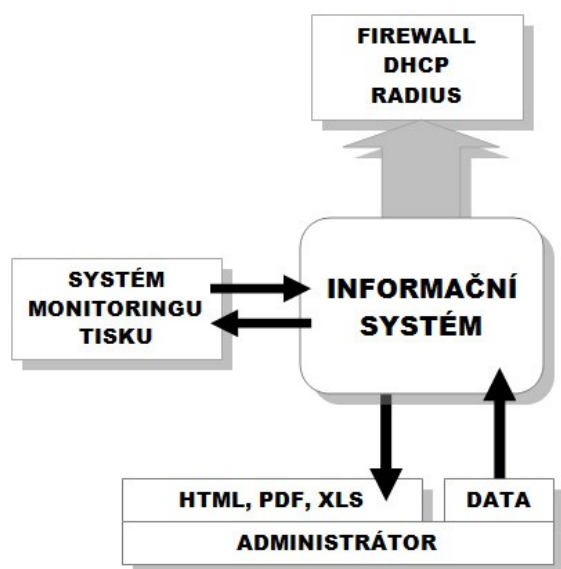 FIREWALL
DHCP
RADIUS
SYSTÉM
MONITORINGU
TISKU
INFORMAČNÍ
SYSTÉM
HTML, PDF, XLS
DATA
ADMINISTRÁTOR